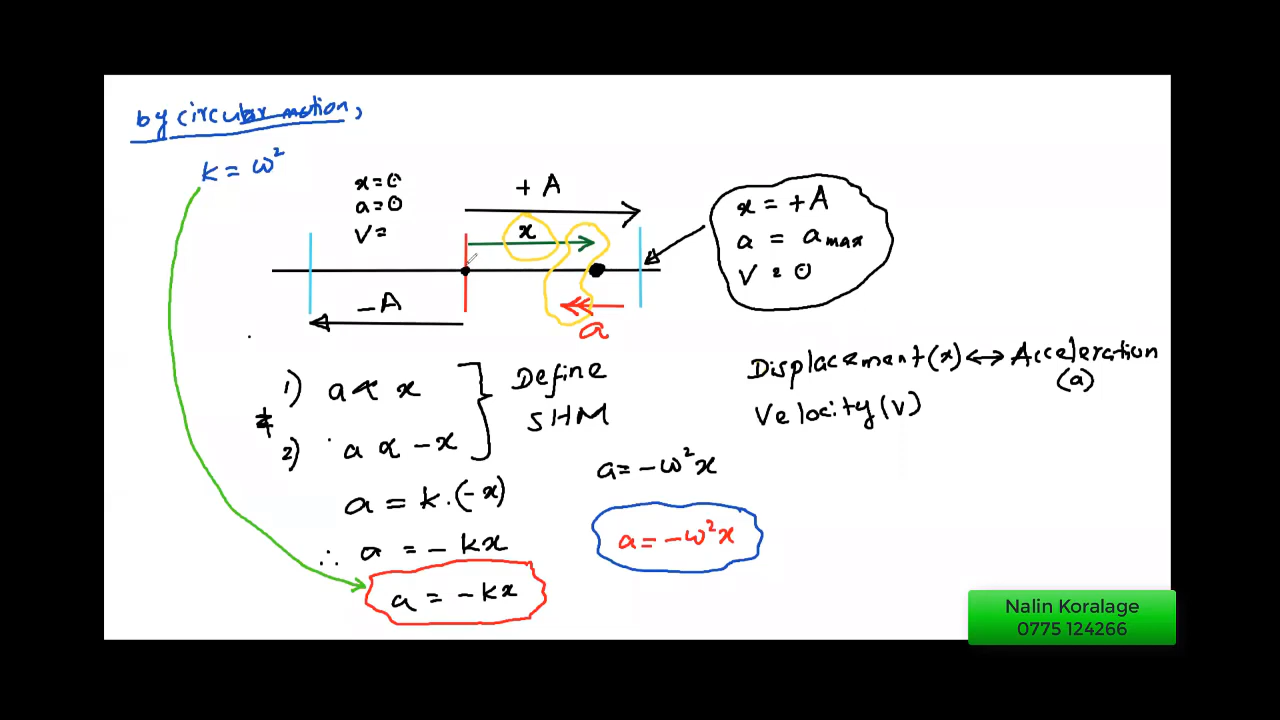 by circular motion,
k = ω²
x = 0
a = 0
V =
+ A
x
- A
a
x = +A
a = a max
V = 0
1) a ∝ x
2) a ∝ - x
Define
SHM
a = k . (- x)
∴ a = - kx
a = - kx
Displacement (x) ↔ Acceleration
(a)
Velocity (v)
a = - ω²x
a = - ω²x
Nalin Koralage
0775 124266